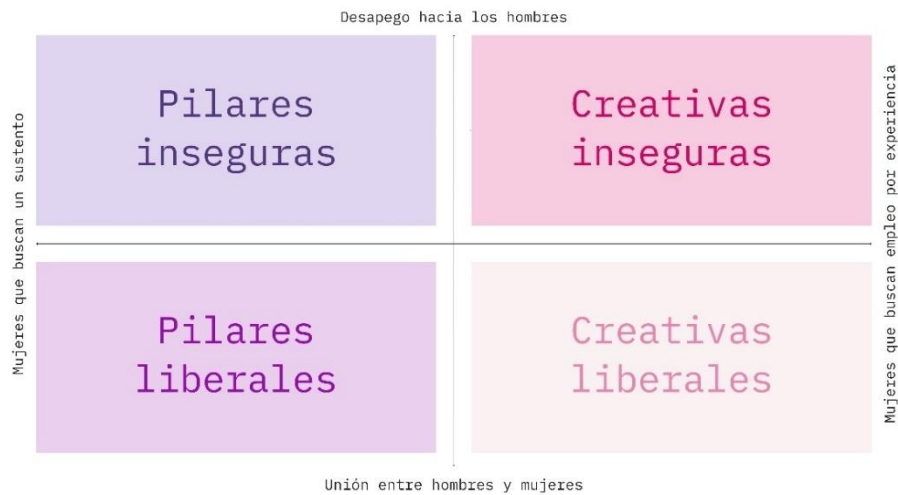 Desapego hacia los hombres
Mujeres que buscan un sustento
Pilares
inseguras
Creativas
inseguras
Mujeres que buscan empleo por experiencia
Pilares
liberales
Creativas
liberales
Unión entre hombres y mujeres